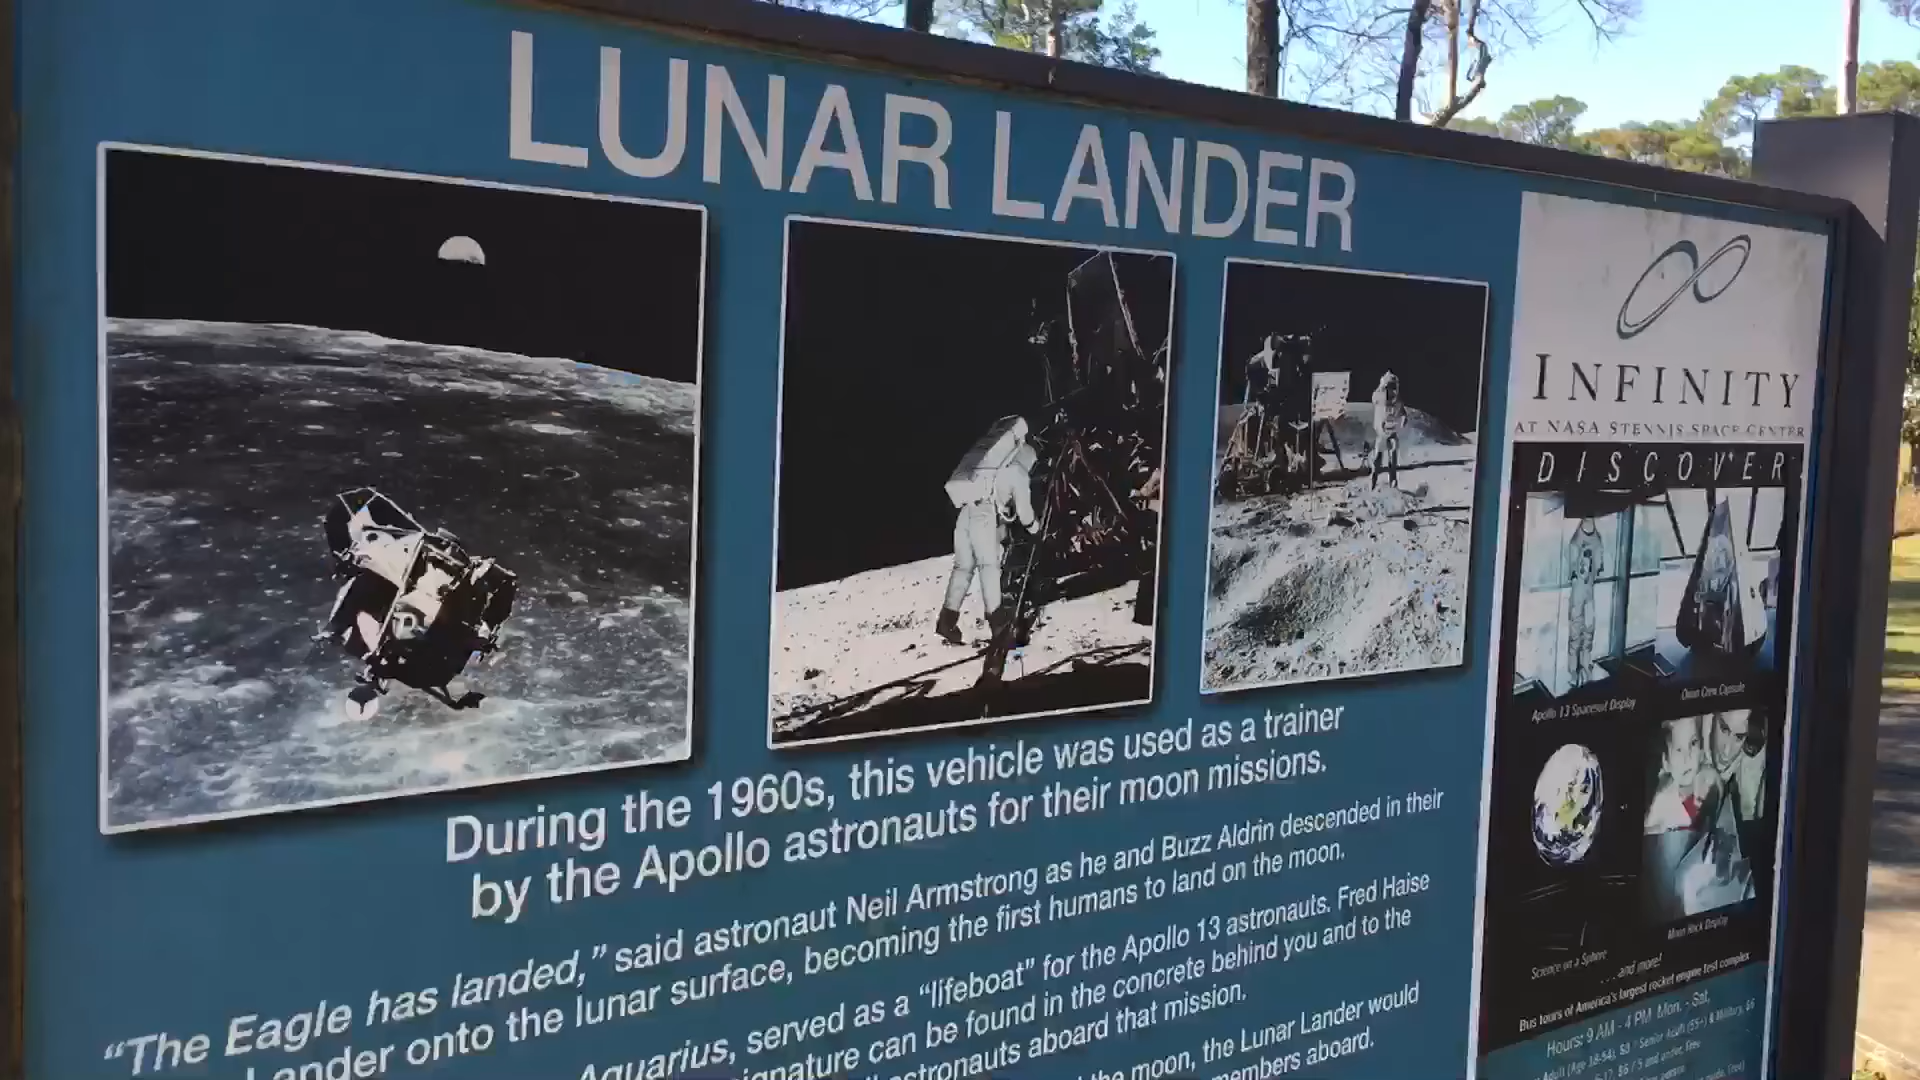 LUNAR LANDER
During the 1960s, this vehicle was used as a trainer
by the Apollo astronauts for their moon missions.
“The Eagle has landed,” said astronaut Neil Armstrong as he and Buzz Aldrin descended in their
ander onto the lunar surface, becoming the first humans to land on the moon.
Aquarius, served as a “lifeboat” for the Apollo 13 astronauts. Fred Haise
ignature can be found in the concrete behind you and to the
astronauts aboard that mission.
the moon, the Lunar Lander would
members aboard.
INFINITY
AT NASA STENNIS SPACE CENTER
DISCOVER
Apollo 13 Spacesuit Display
Orion Crew Capsule
Science on a Sphere
Moon Rock Display
. . . and more!
Bus tours of America's largest rocket engine test complex
Hours: 9 AM - 4 PM Mon. - Sat.